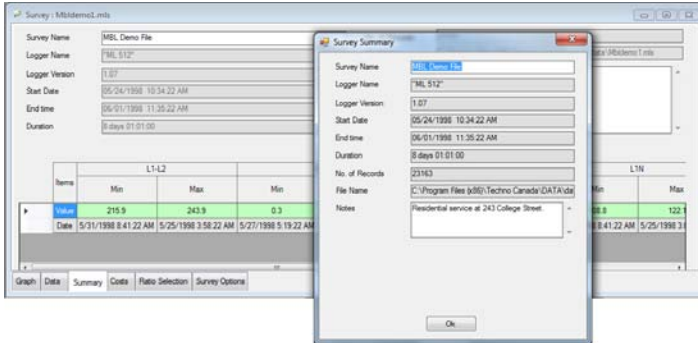 Survey : Mbldemo1.mls
Survey Name MBL Demo File
Logger Name "ML 512"
Logger Version 1.07
Start Date 05/24/1998 10:34:22 AM
End time 06/01/1998 11:35:22 AM
Duration 8 days 01:01:00
Items L1-L2 L1N
Min Max Min Min Max
Value 215.9 243.9 0.3 122.1
Date 5/31/1998 8:41:22 AM 5/25/1998 3:58:22 AM 5/27/1998 5:19:22 AM 8:41:22 AM
Graph Data Summary Costs Ratio Selection Survey Options
Survey Summary
Survey Name MBL Demo File
Logger Name "ML 512"
Logger Version 1.07
Start Date 05/24/1998 10:34:22 AM
End time 06/01/1998 11:35:22 AM
Duration 8 days 01:01:00
No. of Records 23163
File Name C:\Program Files (x86)\Techno Canada\DATA\da
Notes Residential service at 243 College Street.
Ok